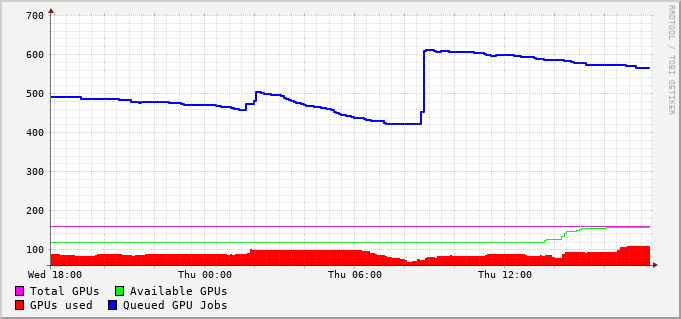 700
600
500
400
300
200
100
Wed 18:00 Thu 00:00 Thu 06:00 Thu 12:00
Total GPUs Available GPUs
GPUs used Queued GPU Jobs
RRDTOOL / TOBI OETIKER